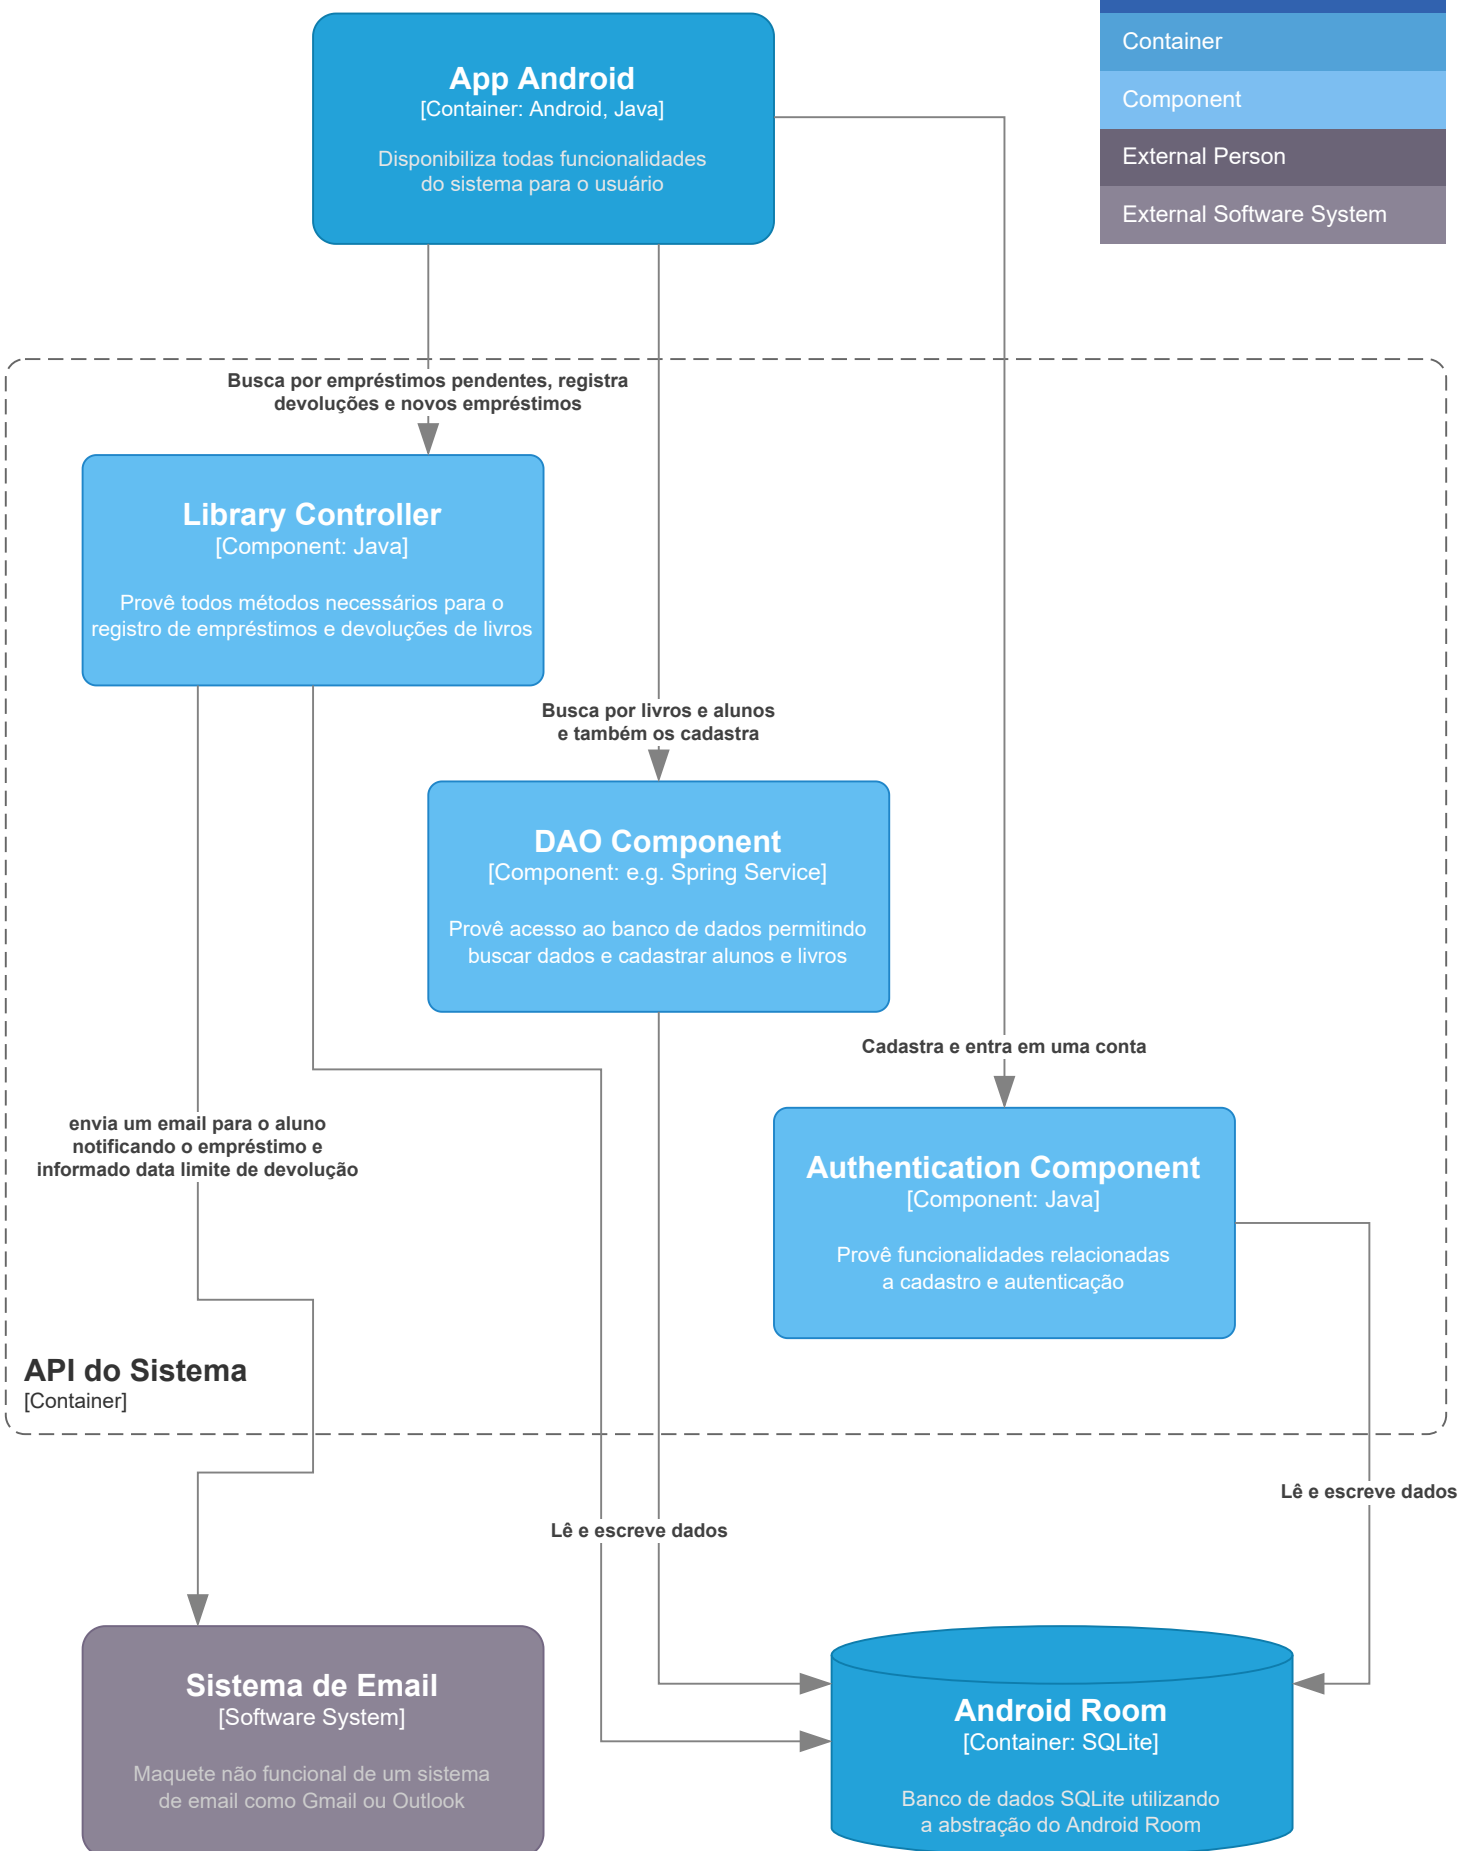 App Android
[Container: Android, Java]
Disponibiliza todas funcionalidades
do sistema para o usuário
Container
Component
External Person
External Software System
Busca por empréstimos pendentes, registra
devoluções e novos empréstimos
Library Controller
[Component: Java]
Provê todos métodos necessários para o
registro de empréstimos e devoluções de livros
Busca por livros e alunos
e também os cadastra
DAO Component
[Component: e.g. Spring Service]
Provê acesso ao banco de dados permitindo
buscar dados e cadastrar alunos e livros
Cadastra e entra em uma conta
envia um email para o aluno
notificando o empréstimo e
informado data limite de devolução
Authentication Component
[Component: Java]
Provê funcionalidades relacionadas
a cadastro e autenticação
API do Sistema
[Container]
Lê e escreve dados
Lê e escreve dados
Sistema de Email
[Software System]
Maquete não funcional de um sistema
de email como Gmail ou Outlook
Android Room
[Container: SQLite]
Banco de dados SQLite utilizando
a abstração do Android Room